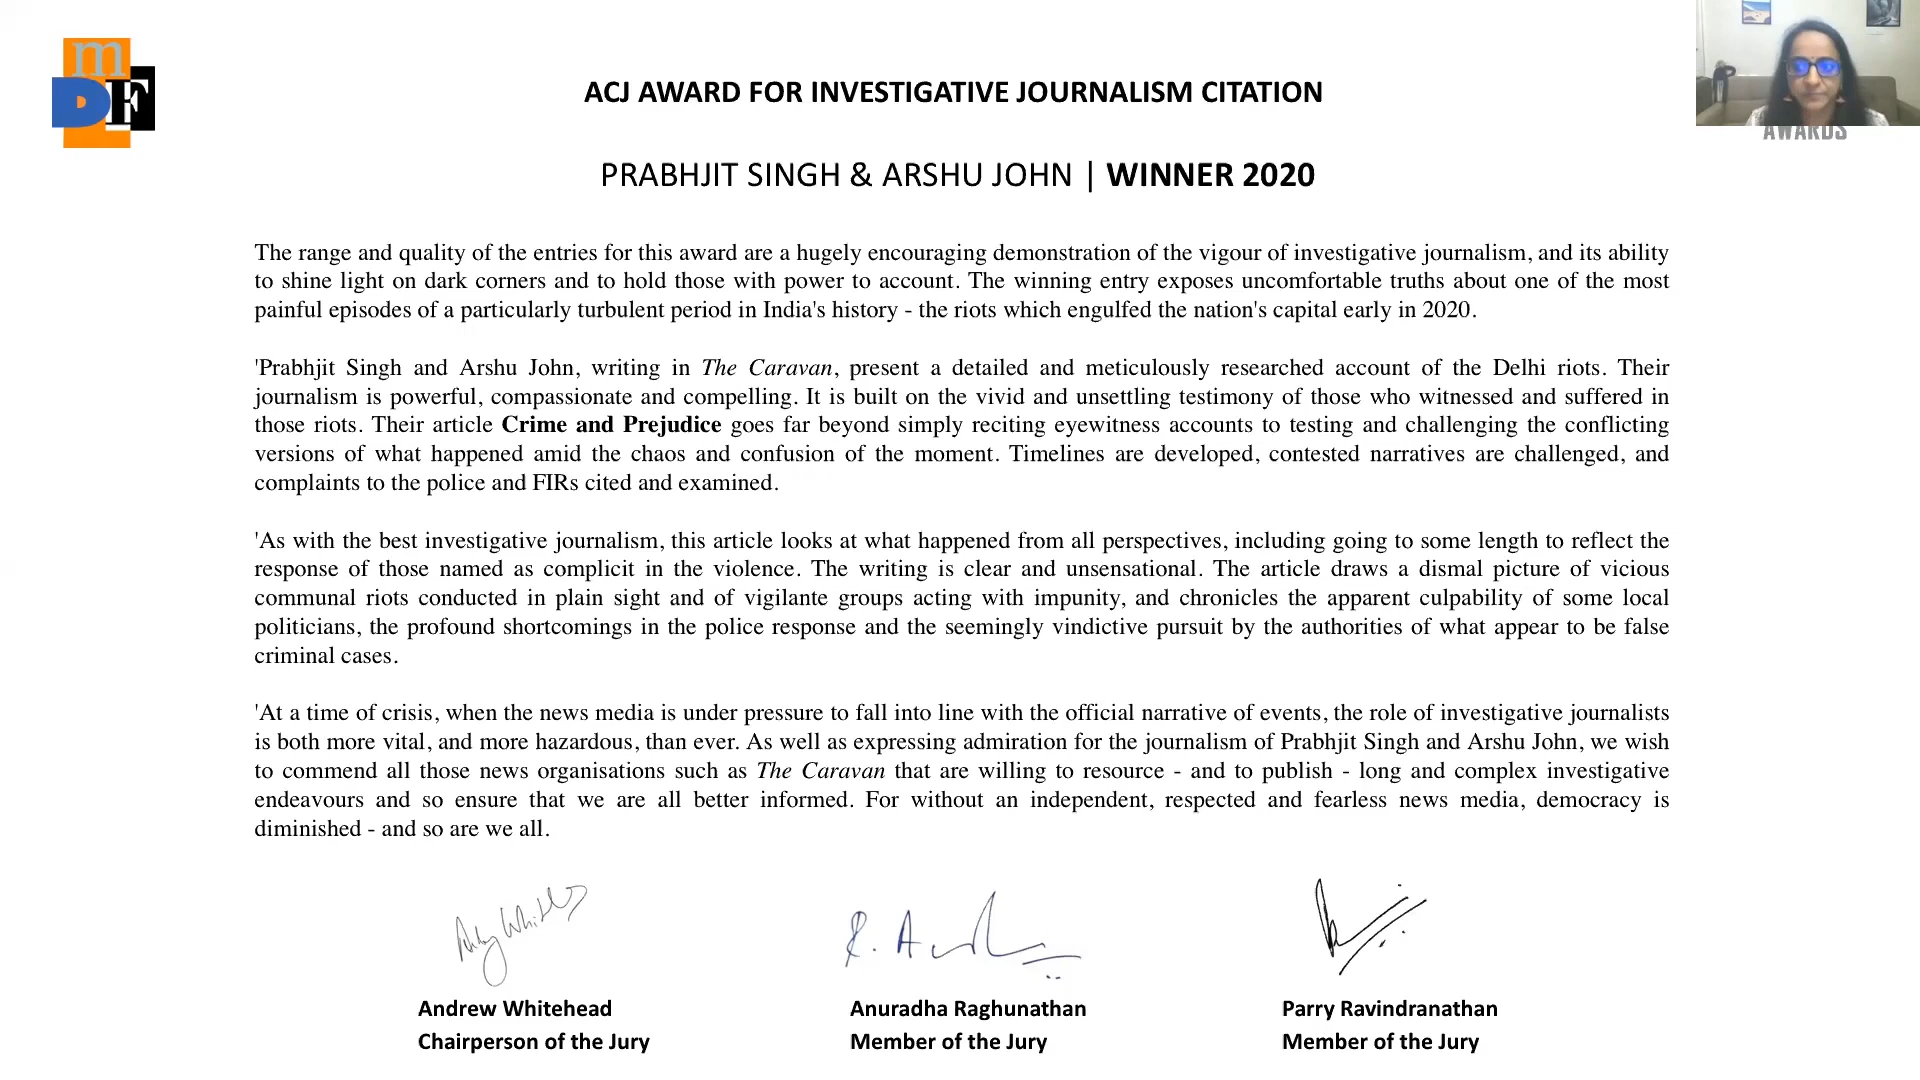 m
DF
AWARDS
ACJ AWARD FOR INVESTIGATIVE JOURNALISM CITATION
PRABHJIT SINGH & ARSHU JOHN | WINNER 2020
The range and quality of the entries for this award are a hugely encouraging demonstration of the vigour of investigative journalism, and its ability
to shine light on dark corners and to hold those with power to account. The winning entry exposes uncomfortable truths about one of the most
painful episodes of a particularly turbulent period in India's history - the riots which engulfed the nation's capital early in 2020.
'Prabhjit Singh and Arshu John, writing in The Caravan, present a detailed and meticulously researched account of the Delhi riots. Their
journalism is powerful, compassionate and compelling. It is built on the vivid and unsettling testimony of those who witnessed and suffered in
those riots. Their article Crime and Prejudice goes far beyond simply reciting eyewitness accounts to testing and challenging the conflicting
versions of what happened amid the chaos and confusion of the moment. Timelines are developed, contested narratives are challenged, and
complaints to the police and FIRs cited and examined.
'As with the best investigative journalism, this article looks at what happened from all perspectives, including going to some length to reflect the
response of those named as complicit in the violence. The writing is clear and unsensational. The article draws a dismal picture of vicious
communal riots conducted in plain sight and of vigilante groups acting with impunity, and chronicles the apparent culpability of some local
politicians, the profound shortcomings in the police response and the seemingly vindictive pursuit by the authorities of what appear to be false
criminal cases.
'At a time of crisis, when the news media is under pressure to fall into line with the official narrative of events, the role of investigative journalists
is both more vital, and more hazardous, than ever. As well as expressing admiration for the journalism of Prabhjit Singh and Arshu John, we wish
to commend all those news organisations such as The Caravan that are willing to resource - and to publish - long and complex investigative
endeavours and so ensure that we are all better informed. For without an independent, respected and fearless news media, democracy is
diminished - and so are we all.
Andrew Whitehead
Chairperson of the Jury
Anuradha Raghunathan
Member of the Jury
Parry Ravindranathan
Member of the Jury